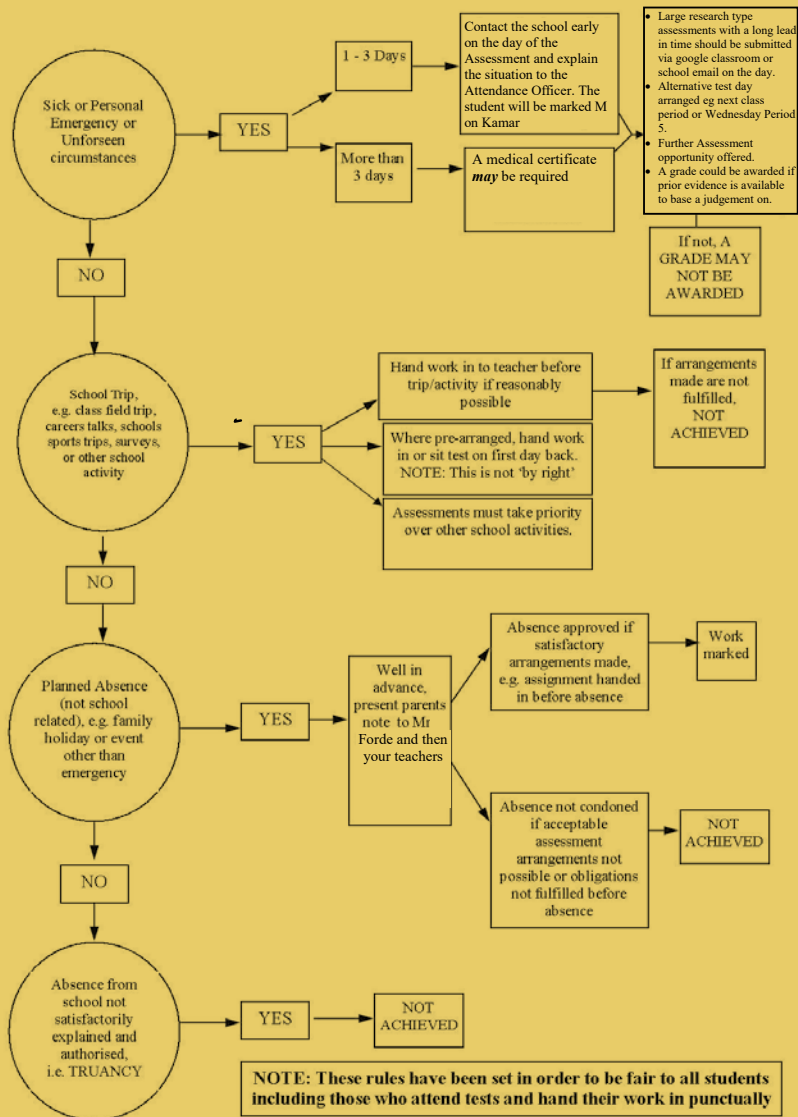 Sick or Personal
Emergency or
Unforseen
circumstances
YES
1 - 3 Days
Contact the school early
on the day of the
Assessment and explain
the situation to the
Attendance Officer. The
student will be marked M
on Kamar
More than
3 days
A medical certificate
may be required
• Large research type
assessments with a long lead
in time should be submitted
via google classroom or
school email on the day.
• Alternative test day
arranged eg next class
period or Wednesday Period
5.
• Further Assessment
opportunity offered.
• A grade could be awarded if
prior evidence is available
to base a judgement on.
If not, A
GRADE MAY
NOT BE
AWARDED
NO
School Trip,
e.g. class field trip,
careers talks, schools
sports trips, surveys,
or other school
activity
YES
Hand work in to teacher before
trip/activity if reasonably
possible
If arrangements
made are not
fulfilled,
NOT
ACHIEVED
Where pre-arranged, hand work
in or sit test on first day back.
NOTE: This is not ‘by right’
Assessments must take priority
over other school activities.
NO
Planned Absence
(not school
related), e.g. family
holiday or event
other than
emergency
YES
Well in
advance,
present parents
note to Mr
Forde and then
your teachers
Absence approved if
satisfactory
arrangements made,
e.g. assignment handed
in before absence
Work
marked
Absence not condoned
if acceptable
assessment
arrangements not
possible or obligations
not fulfilled before
absence
NOT
ACHIEVED
NO
Absence from
school not
satisfactorily
explained and
authorised,
i.e. TRUANCY
YES
NOT
ACHIEVED
NOTE: These rules have been set in order to be fair to all students
including those who attend tests and hand their work in punctually